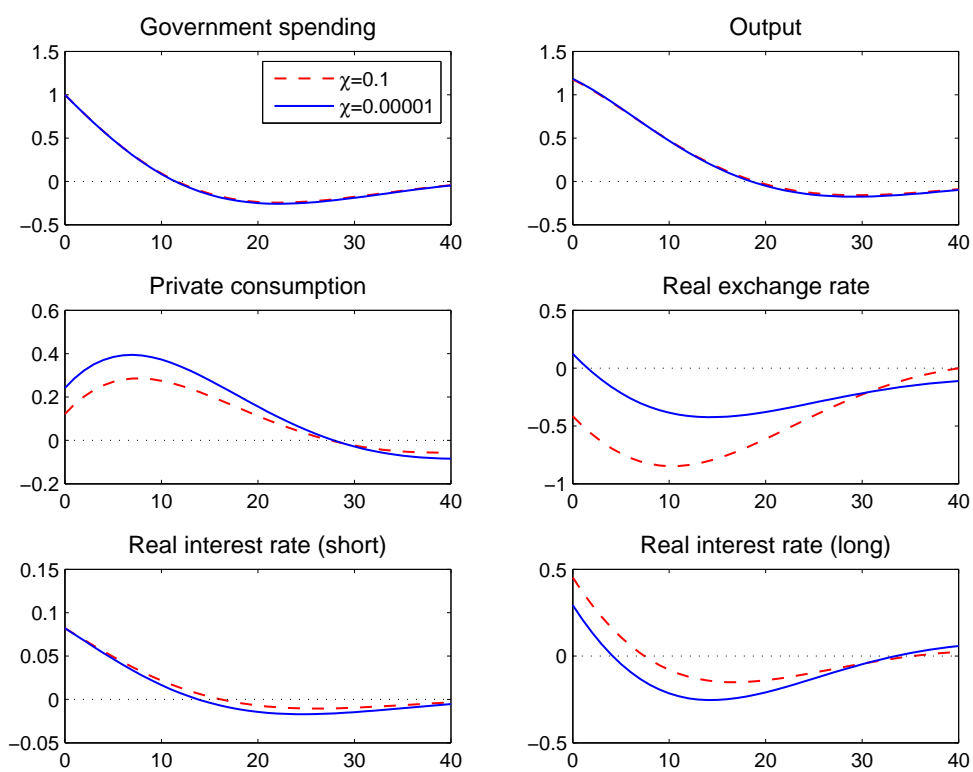 Government spending
1.5
1
0.5
0
−0.5
0 10 20 30 40
χ=0.1
χ=0.00001
Output
1.5
1
0.5
0
−0.5
0 10 20 30 40
Private consumption
0.6
0.4
0.2
0
−0.2
0 10 20 30 40
Real exchange rate
0.5
0
−0.5
−1
0 10 20 30 40
Real interest rate (short)
0.15
0.1
0.05
0
−0.05
0 10 20 30 40
Real interest rate (long)
0.5
0
−0.5
0 10 20 30 40